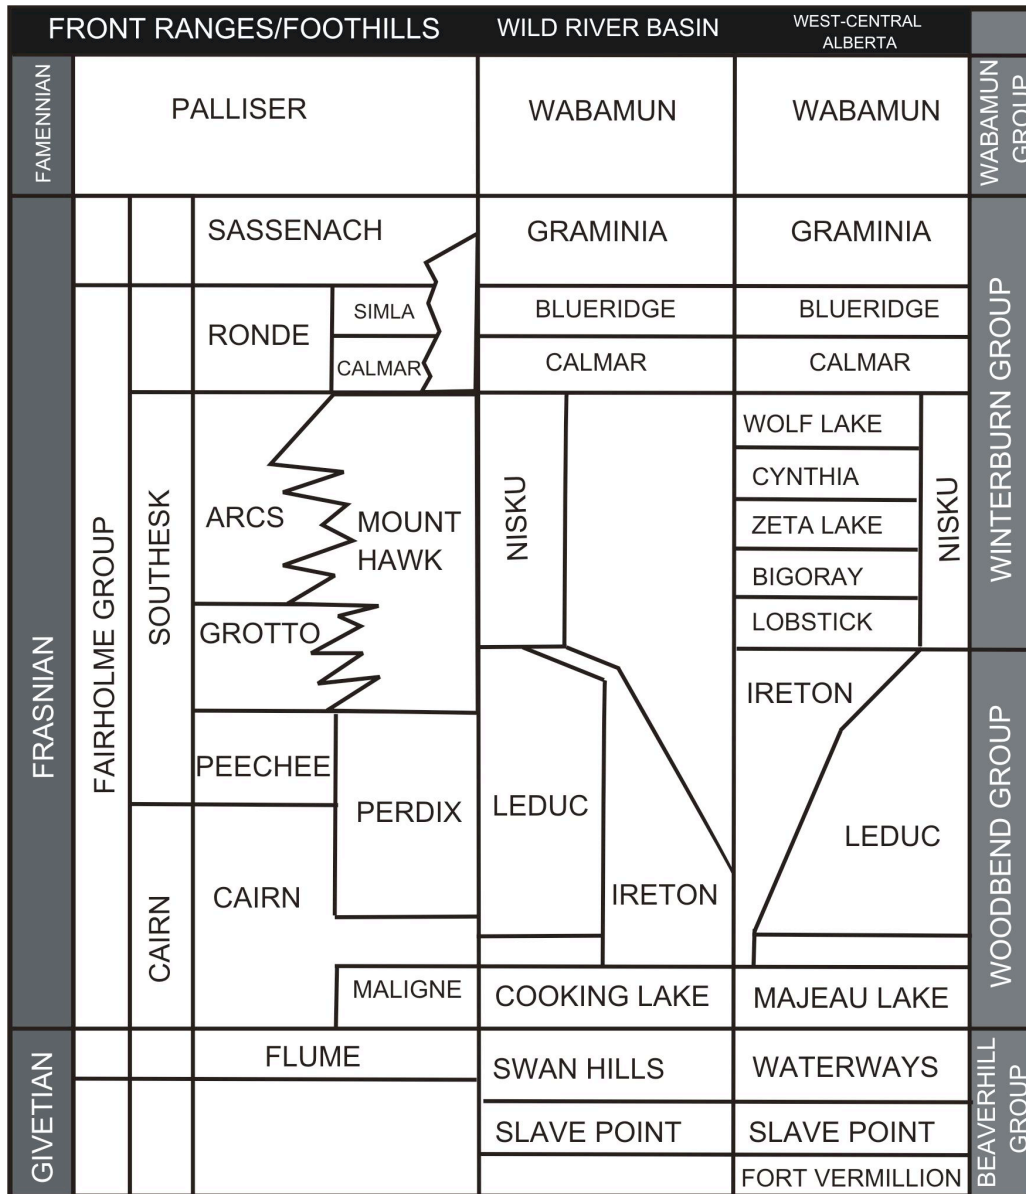 FRONT RANGES/FOOTHILLS
WILD RIVER BASIN
WEST-CENTRAL
ALBERTA
FAMENNIAN
PALLISER
WABAMUN
WABAMUN
WABAMUN
GROUP
FRASNIAN
FAIRHOLME GROUP
SASSENACH
GRAMINIA
GRAMINIA
WINTERBURN GROUP
RONDE
SIMLA
BLUERIDGE
BLUERIDGE
CALMAR
CALMAR
CALMAR
SOUTHESK
ARCS
MOUNT
HAWK
NISKU
WOLF LAKE
CYNTHIA
ZETA LAKE
BIGORAY
LOBSTICK
NISKU
GROTTO
PEECHEE
PERDIX
LEDUC
IRETON
IRETON
LEDUC
WOODBEND GROUP
CAIRN
CAIRN
MALIGNE
COOKING LAKE
MAJEAU LAKE
GIVETIAN
FLUME
SWAN HILLS
WATERWAYS
BEAVERHILL
GROUP
SLAVE POINT
SLAVE POINT
FORT VERMILLION